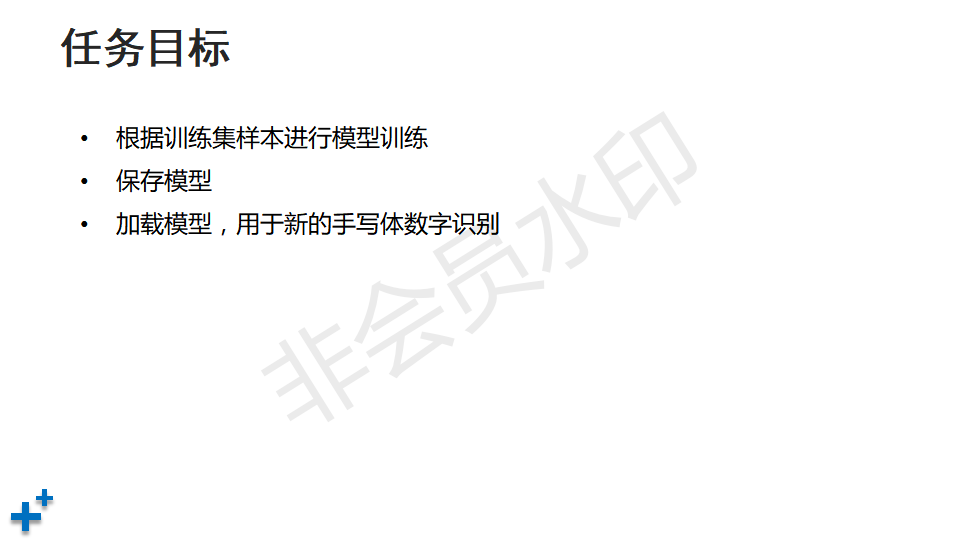 任务目标
• 根据训练集样本进行模型训练
• 保存模型
• 加载模型，用于新的手写体数字识别
非会员水印